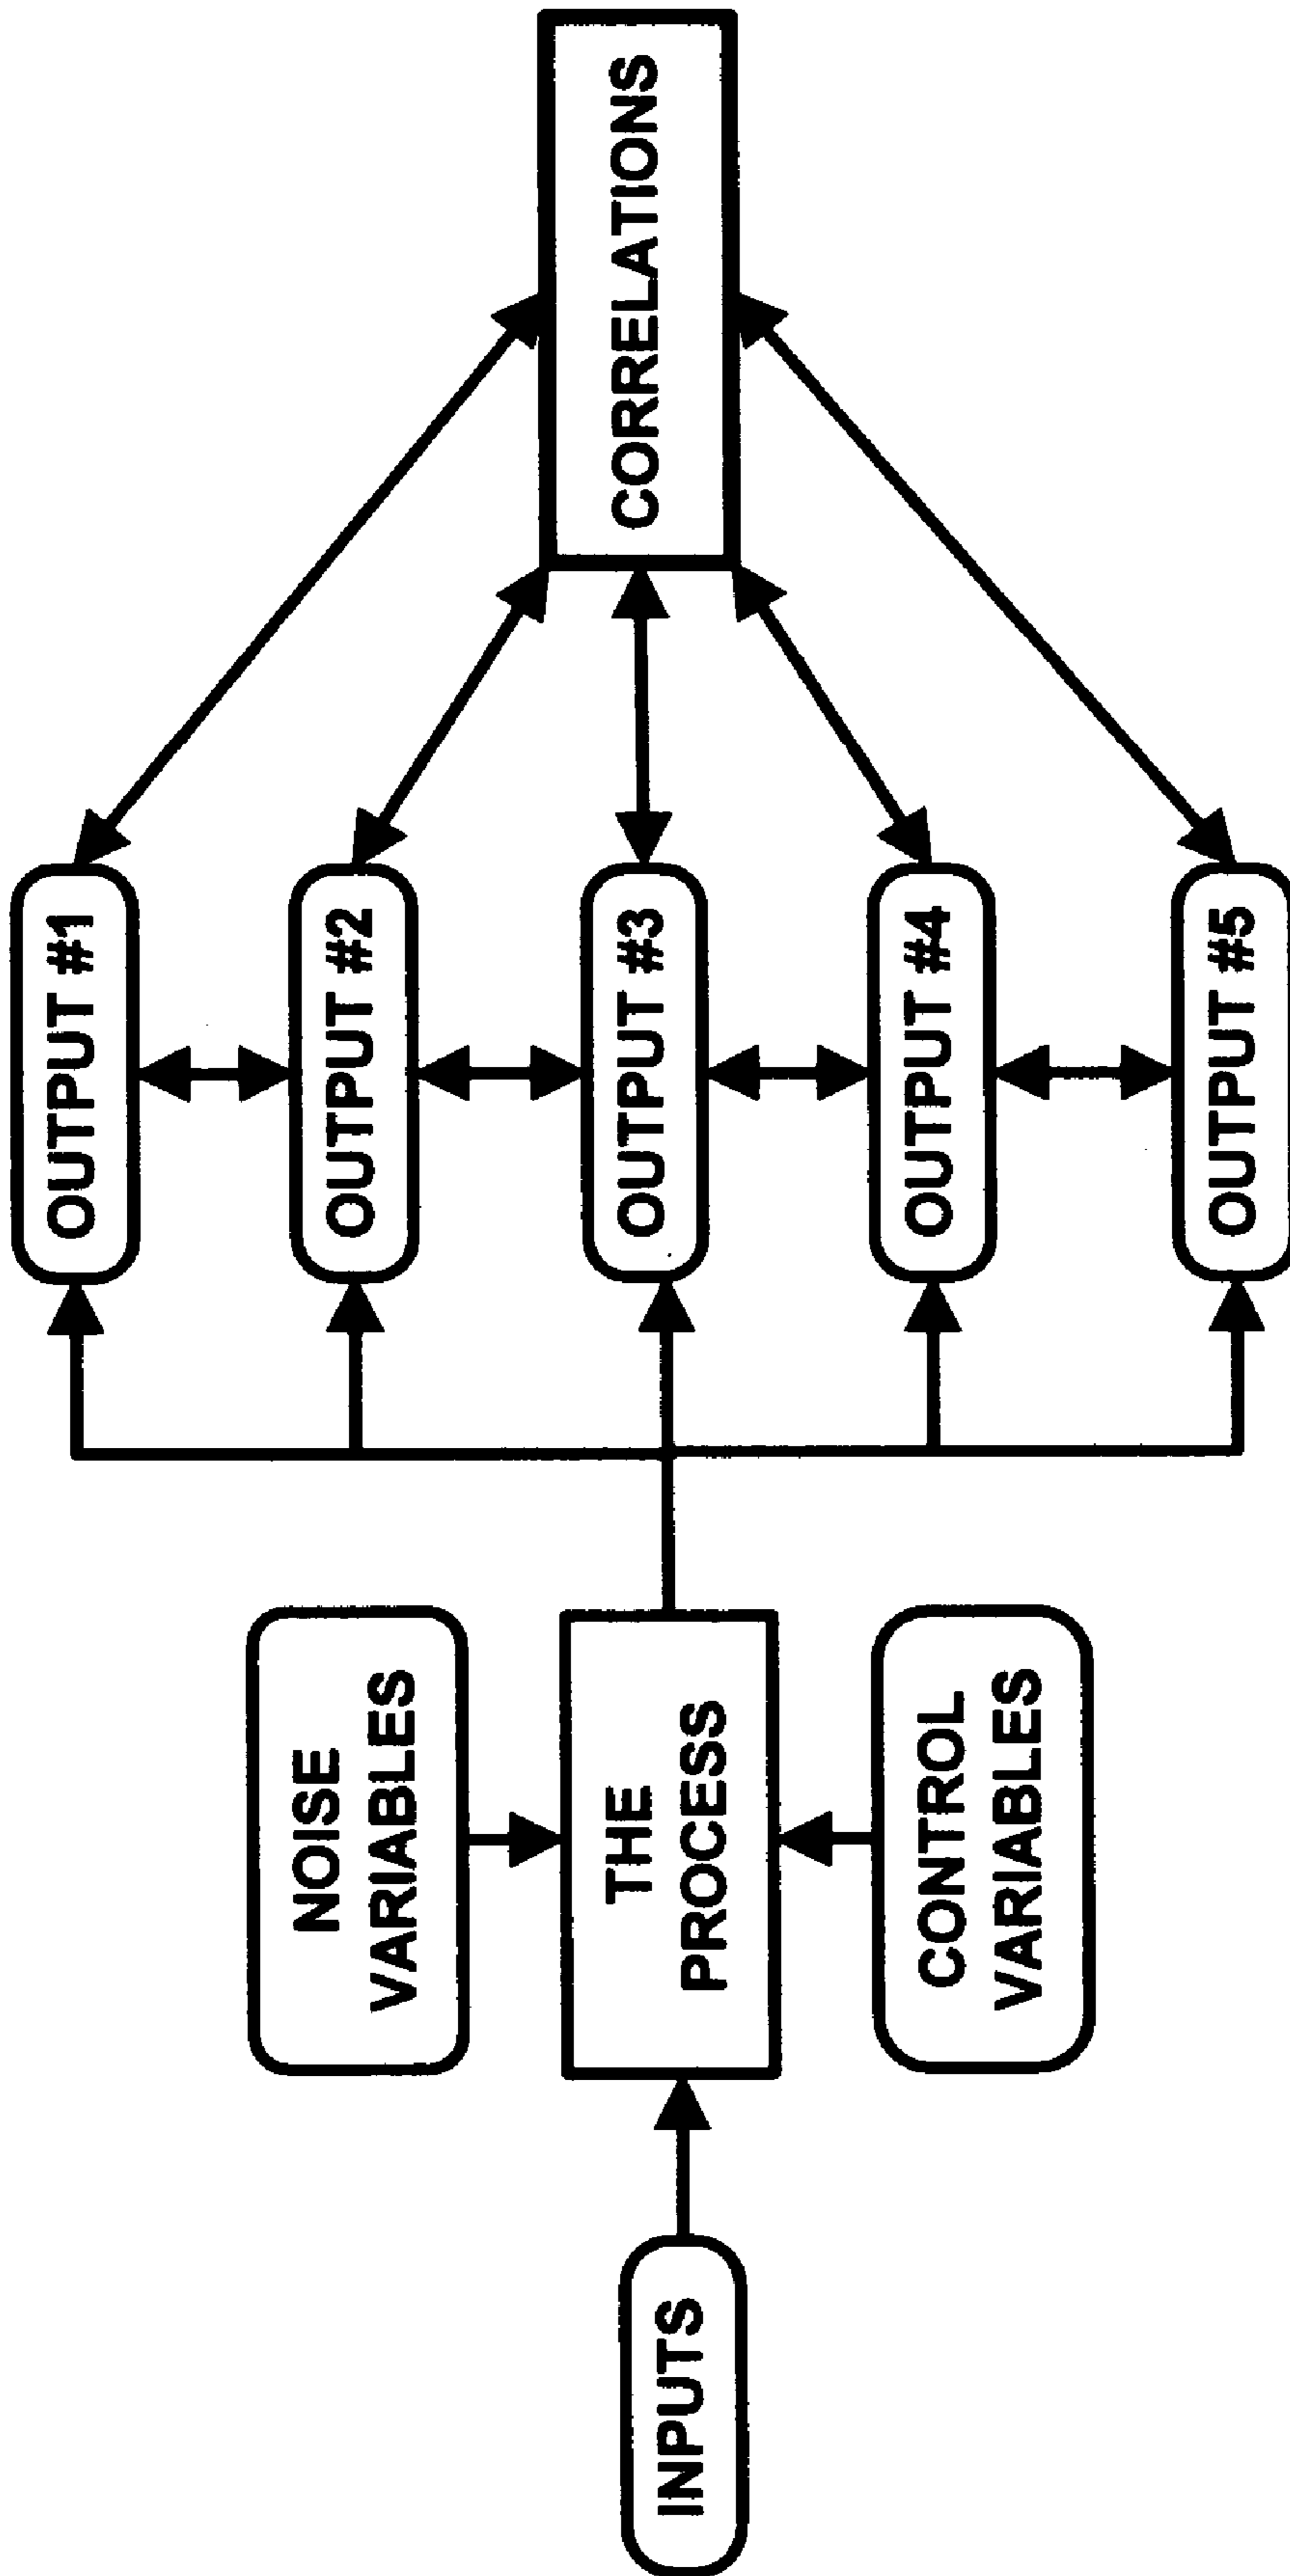 INPUTS
NOISE
VARIABLES
THE
PROCESS
CONTROL
VARIABLES
OUTPUT #1
OUTPUT #2
OUTPUT #3
OUTPUT #4
OUTPUT #5
CORRELATIONS